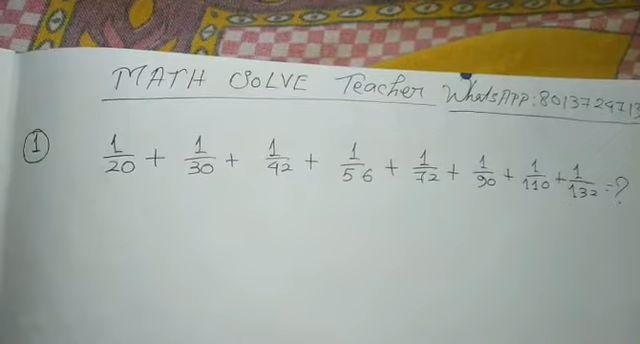 MATH SOLVE Teacher WhatsAPP:8013729713
① 1/20 + 1/30 + 1/42 + 1/56 + 1/72 + 1/90 + 1/110 + 1/132 = ?